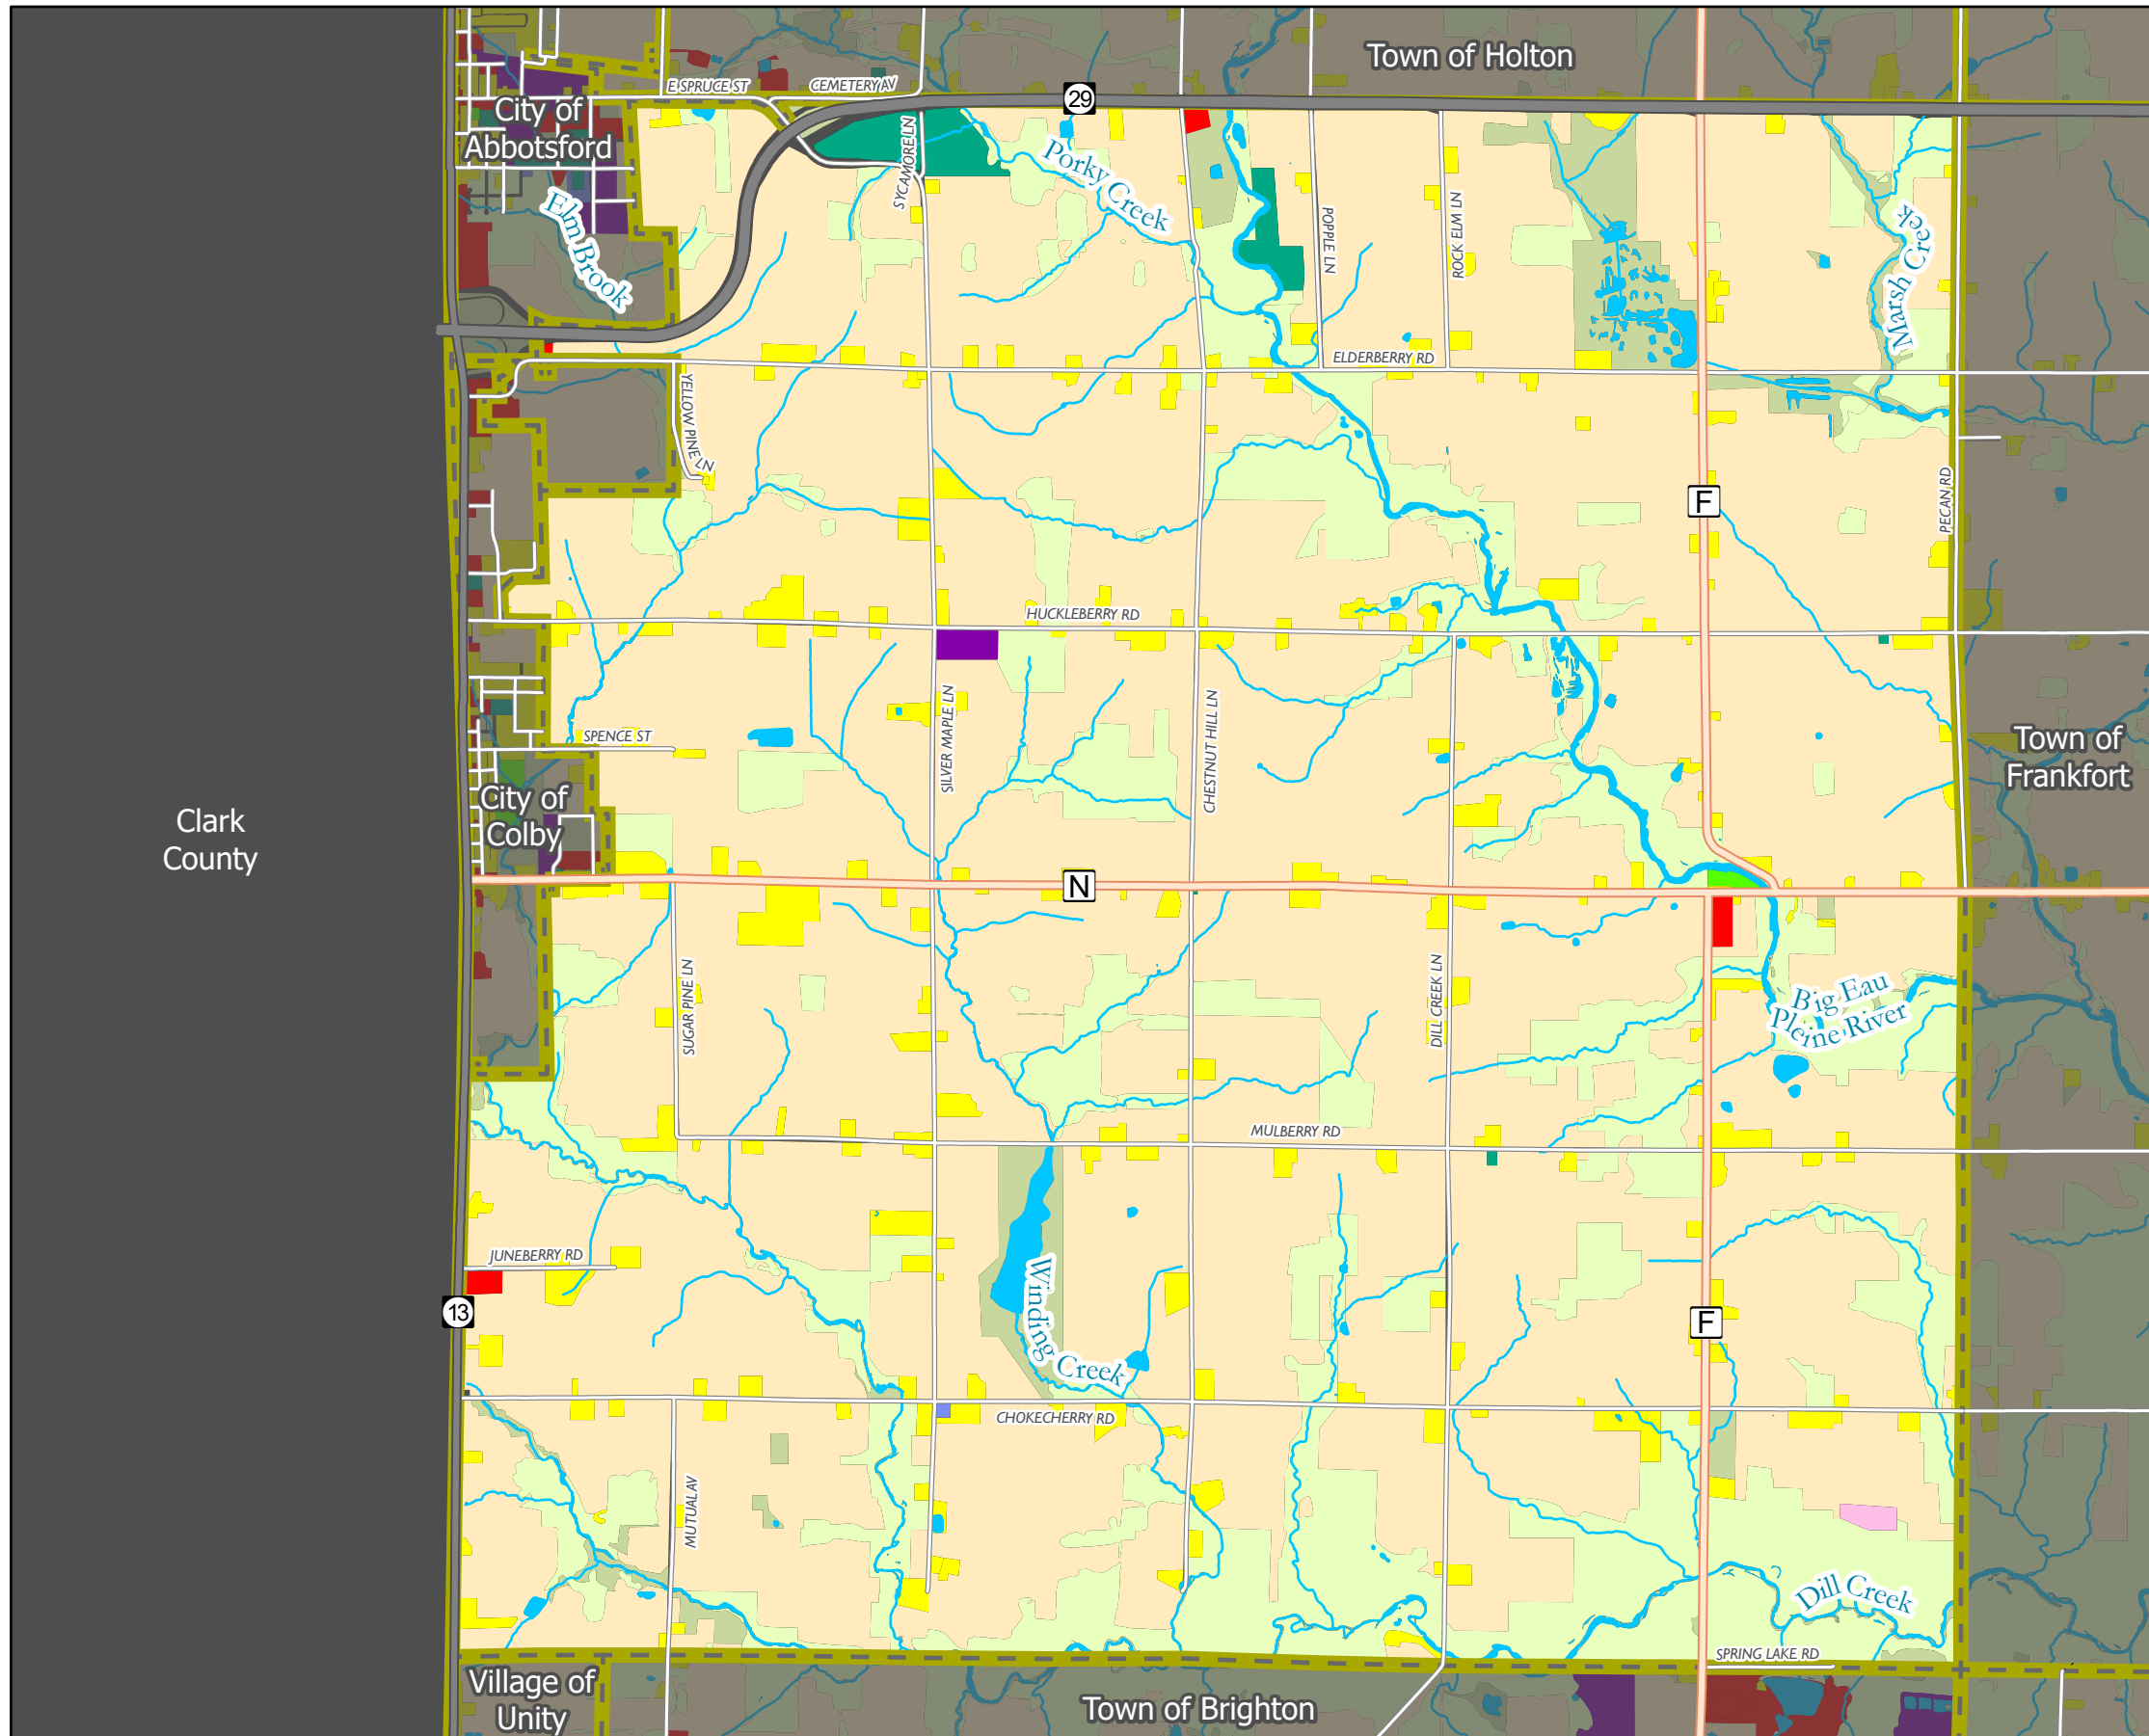 Town of Holton
E SPRUCE ST
CEMETERY AV
29
City of
Abbotsford
SYCAMORE LN
Porky Creek
Elm Brook
POPPLE LN
ROCK ELM LN
Marsh Creek
ELDERBERRY RD
YELLOW PINE LN
F
PECAN RD
HUCKLEBERRY RD
SILVER MAPLE LN
CHESTNUT HILL LN
SPENCE ST
Town of
Frankfort
City of
Colby
Clark
County
N
SUGAR PINE LN
DILL CREEK LN
Big Eau
Pleine River
MULBERRY RD
JUNEBERRY RD
13
Winding Creek
F
CHOKECHERRY RD
MUTUAL AV
Dill Creek
SPRING LAKE RD
Village of
Unity
Town of Brighton